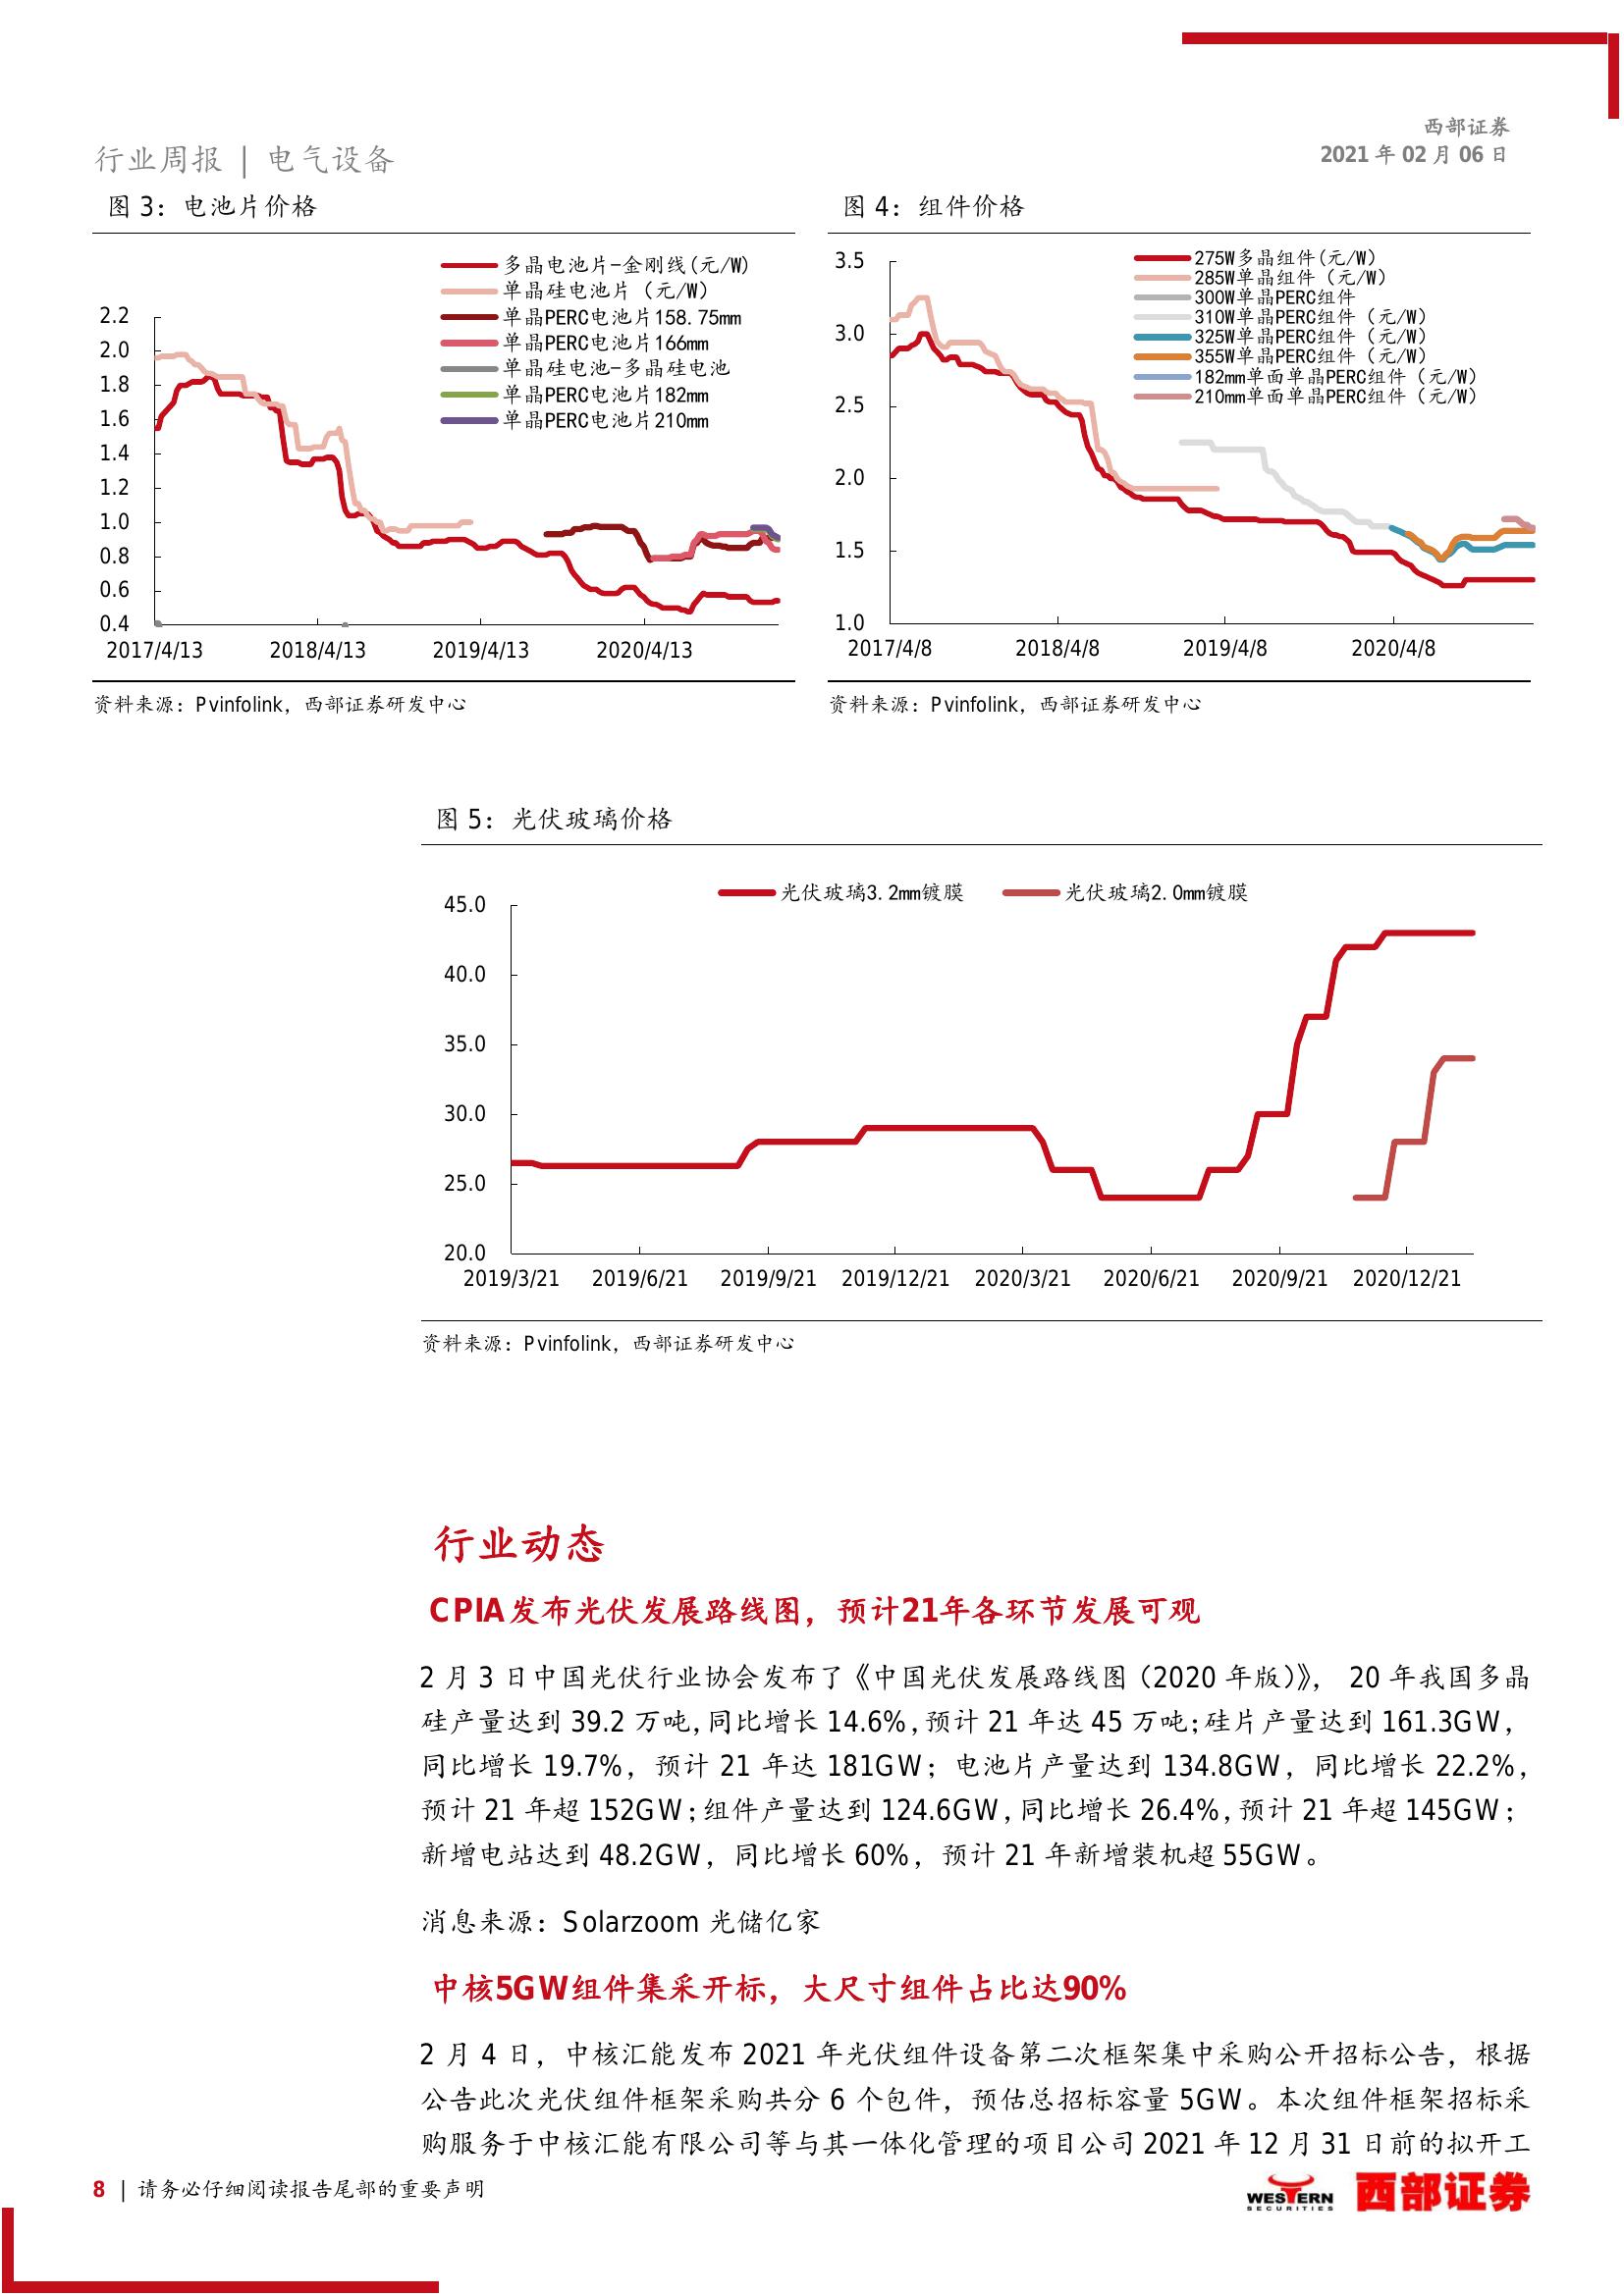 西部证券
2021 年 02 月 06 日
行业周报 | 电气设备
图 3：电池片价格
多晶电池片-金刚线(元/W)
单晶硅电池片（元/W）
单晶PERC电池片158.75mm
单晶PERC电池片166mm
单晶硅电池-多晶硅电池
单晶PERC电池片182mm
单晶PERC电池片210mm
2.2
2.0
1.8
1.6
1.4
1.2
1.0
0.8
0.6
0.4
2017/4/13 2018/4/13 2019/4/13 2020/4/13
资料来源：Pvinfolink，西部证券研发中心
图 4：组件价格
275W多晶组件(元/W)
285W单晶组件（元/W）
300W单晶PERC组件
310W单晶PERC组件（元/W）
325W单晶PERC组件（元/W）
355W单晶PERC组件（元/W）
182mm单面单晶PERC组件（元/W）
210mm单面单晶PERC组件（元/W）
3.5
3.0
2.5
2.0
1.5
1.0
2017/4/8 2018/4/8 2019/4/8 2020/4/8
资料来源：Pvinfolink，西部证券研发中心
图 5：光伏玻璃价格
光伏玻璃3.2mm镀膜 光伏玻璃2.0mm镀膜
45.0
40.0
35.0
30.0
25.0
20.0
2019/3/21 2019/6/21 2019/9/21 2019/12/21 2020/3/21 2020/6/21 2020/9/21 2020/12/21
资料来源：Pvinfolink，西部证券研发中心
行业动态
CPIA发布光伏发展路线图，预计21年各环节发展可观
2 月 3 日中国光伏行业协会发布了《中国光伏发展路线图（2020 年版）》， 20 年我国多晶
硅产量达到 39.2 万吨，同比增长 14.6%，预计 21 年达 45 万吨；硅片产量达到 161.3GW，
同比增长 19.7%，预计 21 年达 181GW；电池片产量达到 134.8GW，同比增长 22.2%，
预计 21 年超 152GW；组件产量达到 124.6GW，同比增长 26.4%，预计 21 年超 145GW；
新增电站达到 48.2GW，同比增长 60%，预计 21 年新增装机超 55GW。
消息来源：Solarzoom 光储亿家
中核5GW组件集采开标，大尺寸组件占比达90%
2 月 4 日，中核汇能发布 2021 年光伏组件设备第二次框架集中采购公开招标公告，根据
公告此次光伏组件框架采购共分 6 个包件，预估总招标容量 5GW。本次组件框架招标采
购服务于中核汇能有限公司等与其一体化管理的项目公司 2021 年 12 月 31 日前的拟开工
8 | 请务必仔细阅读报告尾部的重要声明
WESTERN
SECURITIES
西部证券